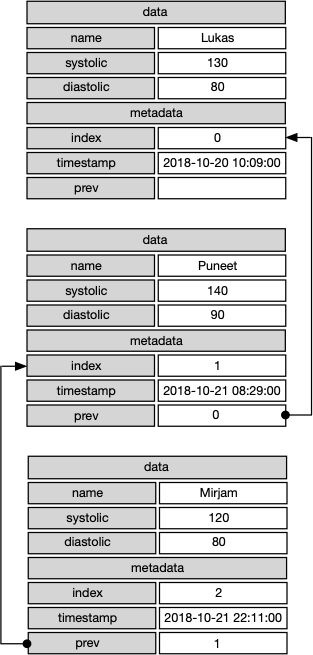 data
name Lukas
systolic 130
diastolic 80
metadata
index 0
timestamp 2018-10-20 10:09:00
prev
data
name Puneet
systolic 140
diastolic 90
metadata
index 1
timestamp 2018-10-21 08:29:00
prev 0
data
name Mirjam
systolic 120
diastolic 80
metadata
index 2
timestamp 2018-10-21 22:11:00
prev 1